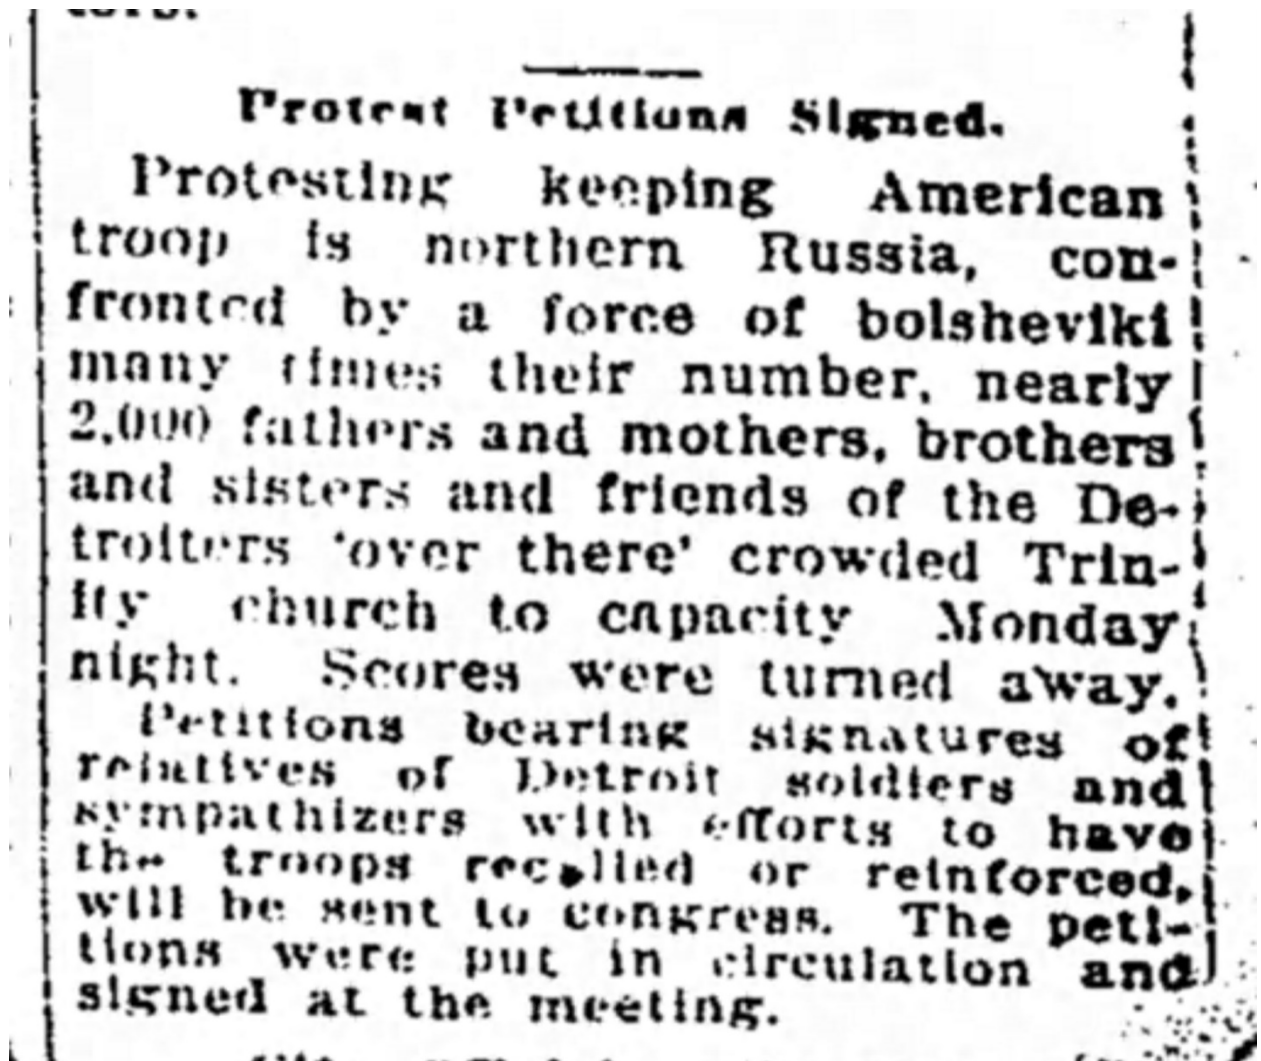 Protest Petitions Signed.
Protesting keeping American
troop is northern Russia, con-
fronted by a force of bolsheviki
many times their number, nearly
2,000 fathers and mothers, brothers
and sisters and friends of the De-
troiters 'over there' crowded Trin-
ity church to capacity Monday
night. Scores were turned away.
Petitions bearing signatures of
relatives of Detroit soldiers and
sympathizers with efforts to have
the troops recalled or reinforced,
will be sent to congress. The peti-
tions were put in circulation and
signed at the meeting.